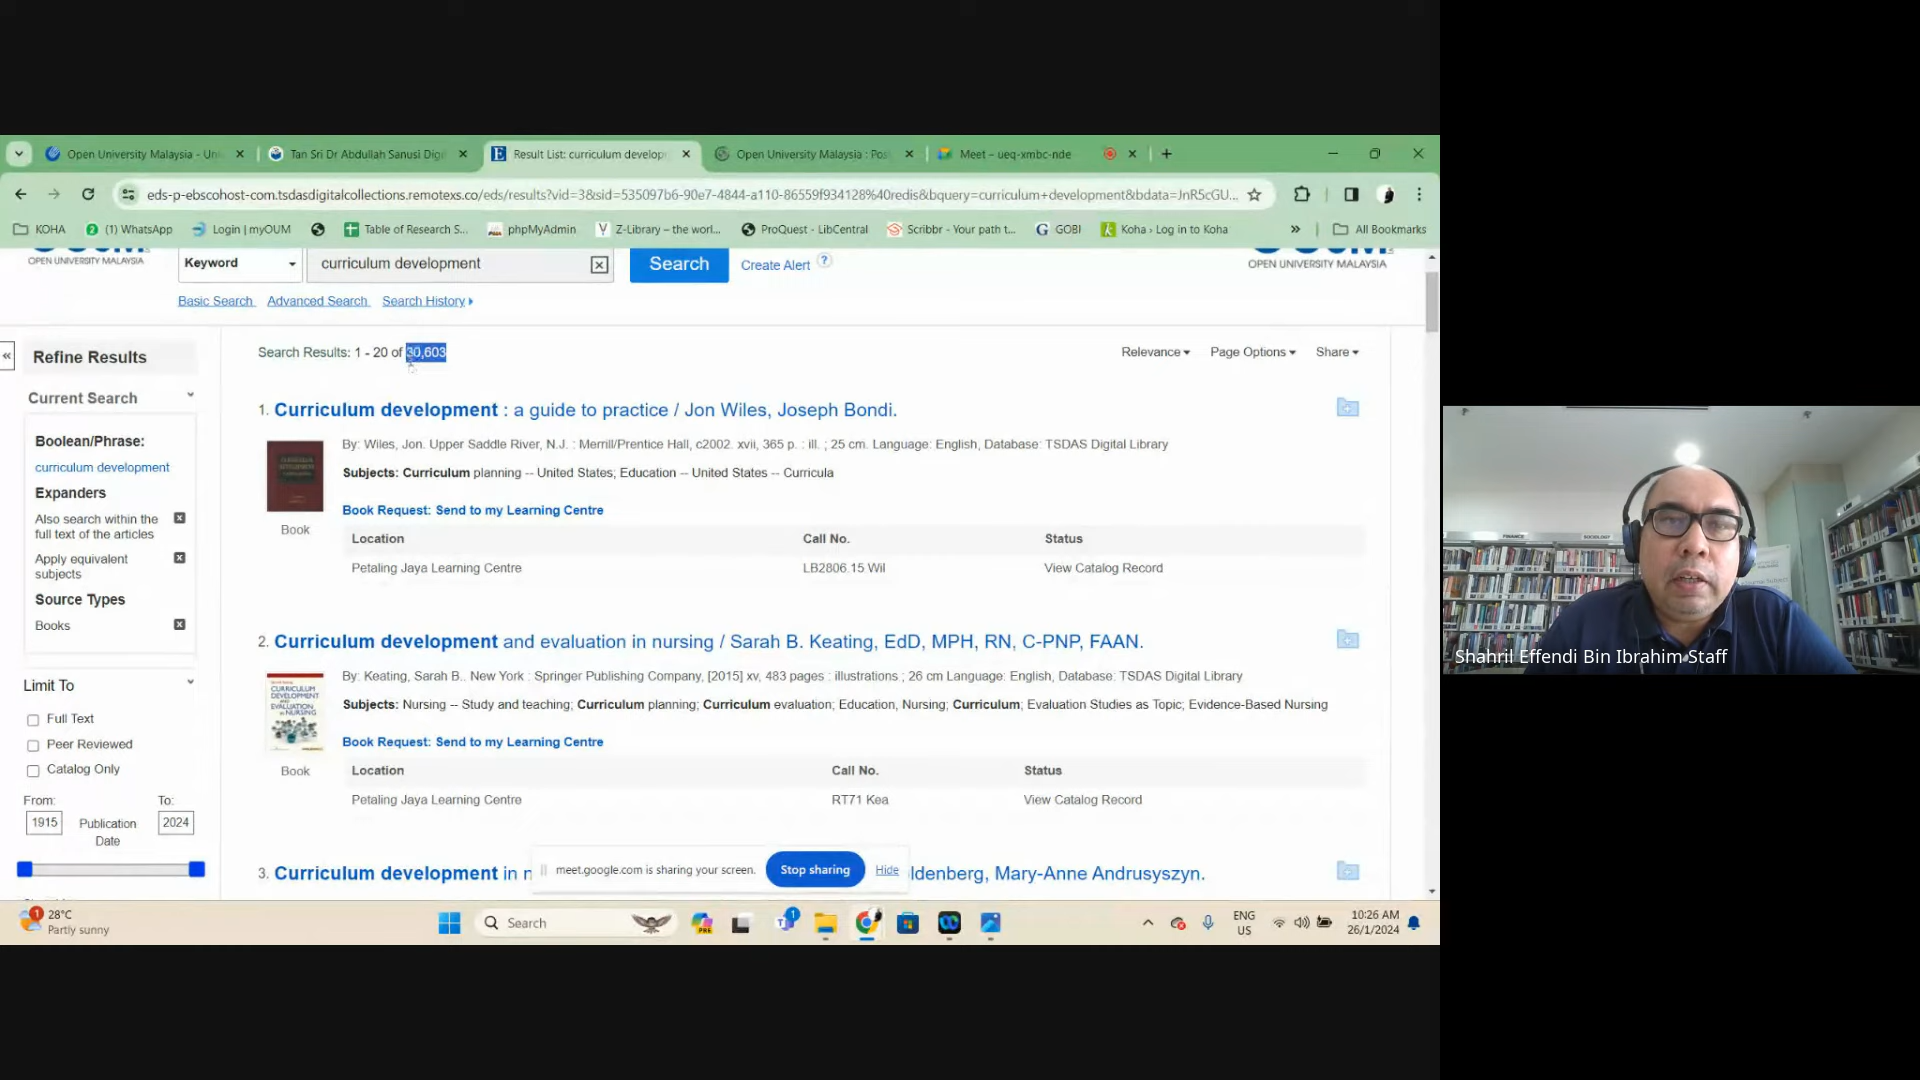 Open University Malaysia - Un
Tan Sri Dr Abdullah Sanusi Digi
Result List: curriculum develop
Open University Malaysia : Pos
Meet – ueq-xmbc-nde
eds-p-ebscohost-com.tsdasdigitalcollections.remotexs.co/eds/results?vid=3&sid=535097b6-90e7-4844-a110-86559f934128%40redis&bquery=curriculum+development&bdata=JnR5cGU...
KOHA
(1) WhatsApp
Login | myOUM
Table of Research S...
phpMyAdmin
Z-Library – the worl...
ProQuest - LibCentral
Scribbr - Your path t...
GOBI
Koha › Log in to Koha
»
All Bookmarks
OPEN UNIVERSITY MALAYSIA
Keyword
curriculum development
Search
Create Alert
OPEN UNIVERSITY MALAYSIA
Basic Search
Advanced Search
Search History
Refine Results
Current Search
Boolean/Phrase:
curriculum development
Expanders
Also search within the
full text of the articles
Apply equivalent
subjects
Source Types
Books
Limit To
Full Text
Peer Reviewed
Catalog Only
From:
To:
1915
Publication
Date
2024
Search Results: 1 - 20 of 30,603
Relevance
Page Options
Share
1. Curriculum development : a guide to practice / Jon Wiles, Joseph Bondi.
By: Wiles, Jon. Upper Saddle River, N.J. : Merrill/Prentice Hall, c2002. xvii, 365 p. : ill. ; 25 cm. Language: English, Database: TSDAS Digital Library
Subjects: Curriculum planning -- United States; Education -- United States -- Curricula
Book
Book Request: Send to my Learning Centre
Location Call No. Status
Petaling Jaya Learning Centre LB2806.15 Wil View Catalog Record
2. Curriculum development and evaluation in nursing / Sarah B. Keating, EdD, MPH, RN, C-PNP, FAAN.
By: Keating, Sarah B.. New York : Springer Publishing Company, [2015] xv, 483 pages : illustrations ; 26 cm Language: English, Database: TSDAS Digital Library
Subjects: Nursing -- Study and teaching; Curriculum planning; Curriculum evaluation; Education, Nursing; Curriculum; Evaluation Studies as Topic; Evidence-Based Nursing
CURRICULUM
DEVELOPMENT
AND
EVALUATION
IN NURSING
Book
Book Request: Send to my Learning Centre
Location Call No. Status
Petaling Jaya Learning Centre RT71 Kea View Catalog Record
3. Curriculum development in n
ldenberg, Mary-Anne Andrusyszyn.
meet.google.com is sharing your screen.
Stop sharing
Hide
1
28°C
Partly sunny
Search
PRE
1
ENG
US
10:26 AM
26/1/2024
FINANCE
SOCIOLOGY
Shahril Effendi Bin Ibrahim Staff